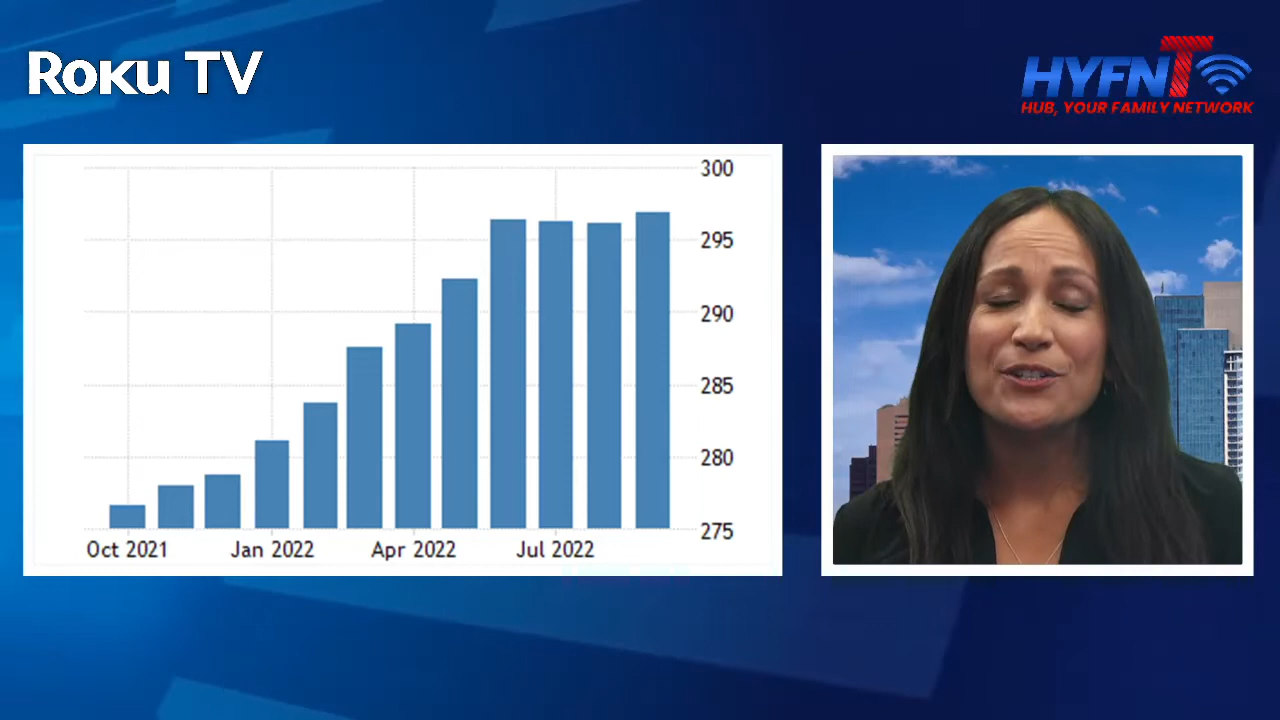 Roku TV
HYFNT
HUB, YOUR FAMILY NETWORK
300
295
290
285
280
275
Oct 2021 Jan 2022 Apr 2022 Jul 2022